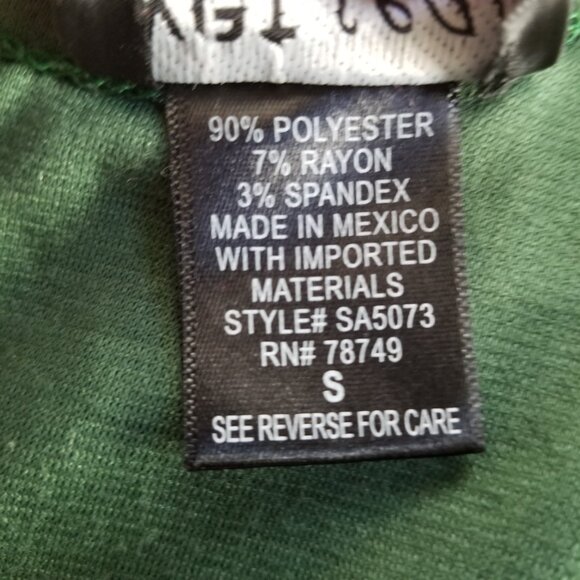 90% POLYESTER
7% RAYON
3% SPANDEX
MADE IN MEXICO
WITH IMPORTED
MATERIALS
STYLE# SA5073
RN# 78749
S
SEE REVERSE FOR CARE